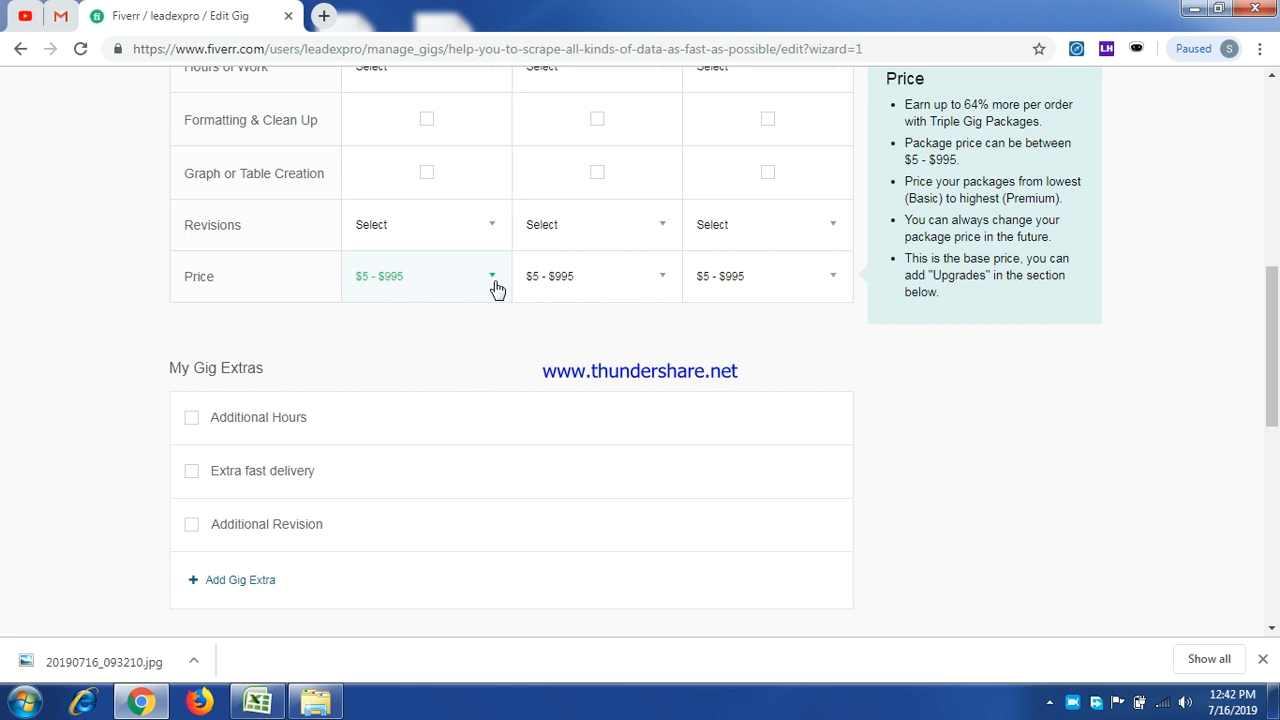 Fiverr / leadexpro / Edit Gig
https://www.fiverr.com/users/leadexpro/manage_gigs/help-you-to-scrape-all-kinds-of-data-as-fast-as-possible/edit?wizard=1
LH
Paused S
Hours of Work Select Select Select
Formatting & Clean Up
Graph or Table Creation
Revisions Select Select Select
Price $5 - $995 $5 - $995 $5 - $995
Price
Earn up to 64% more per order
with Triple Gig Packages.
Package price can be between
$5 - $995.
Price your packages from lowest
(Basic) to highest (Premium).
You can always change your
package price in the future.
This is the base price, you can
add "Upgrades" in the section
below.
My Gig Extras
www.thundershare.net
Additional Hours
Extra fast delivery
Additional Revision
+ Add Gig Extra
20190716_093210.jpg
Show all
12:42 PM
7/16/2019